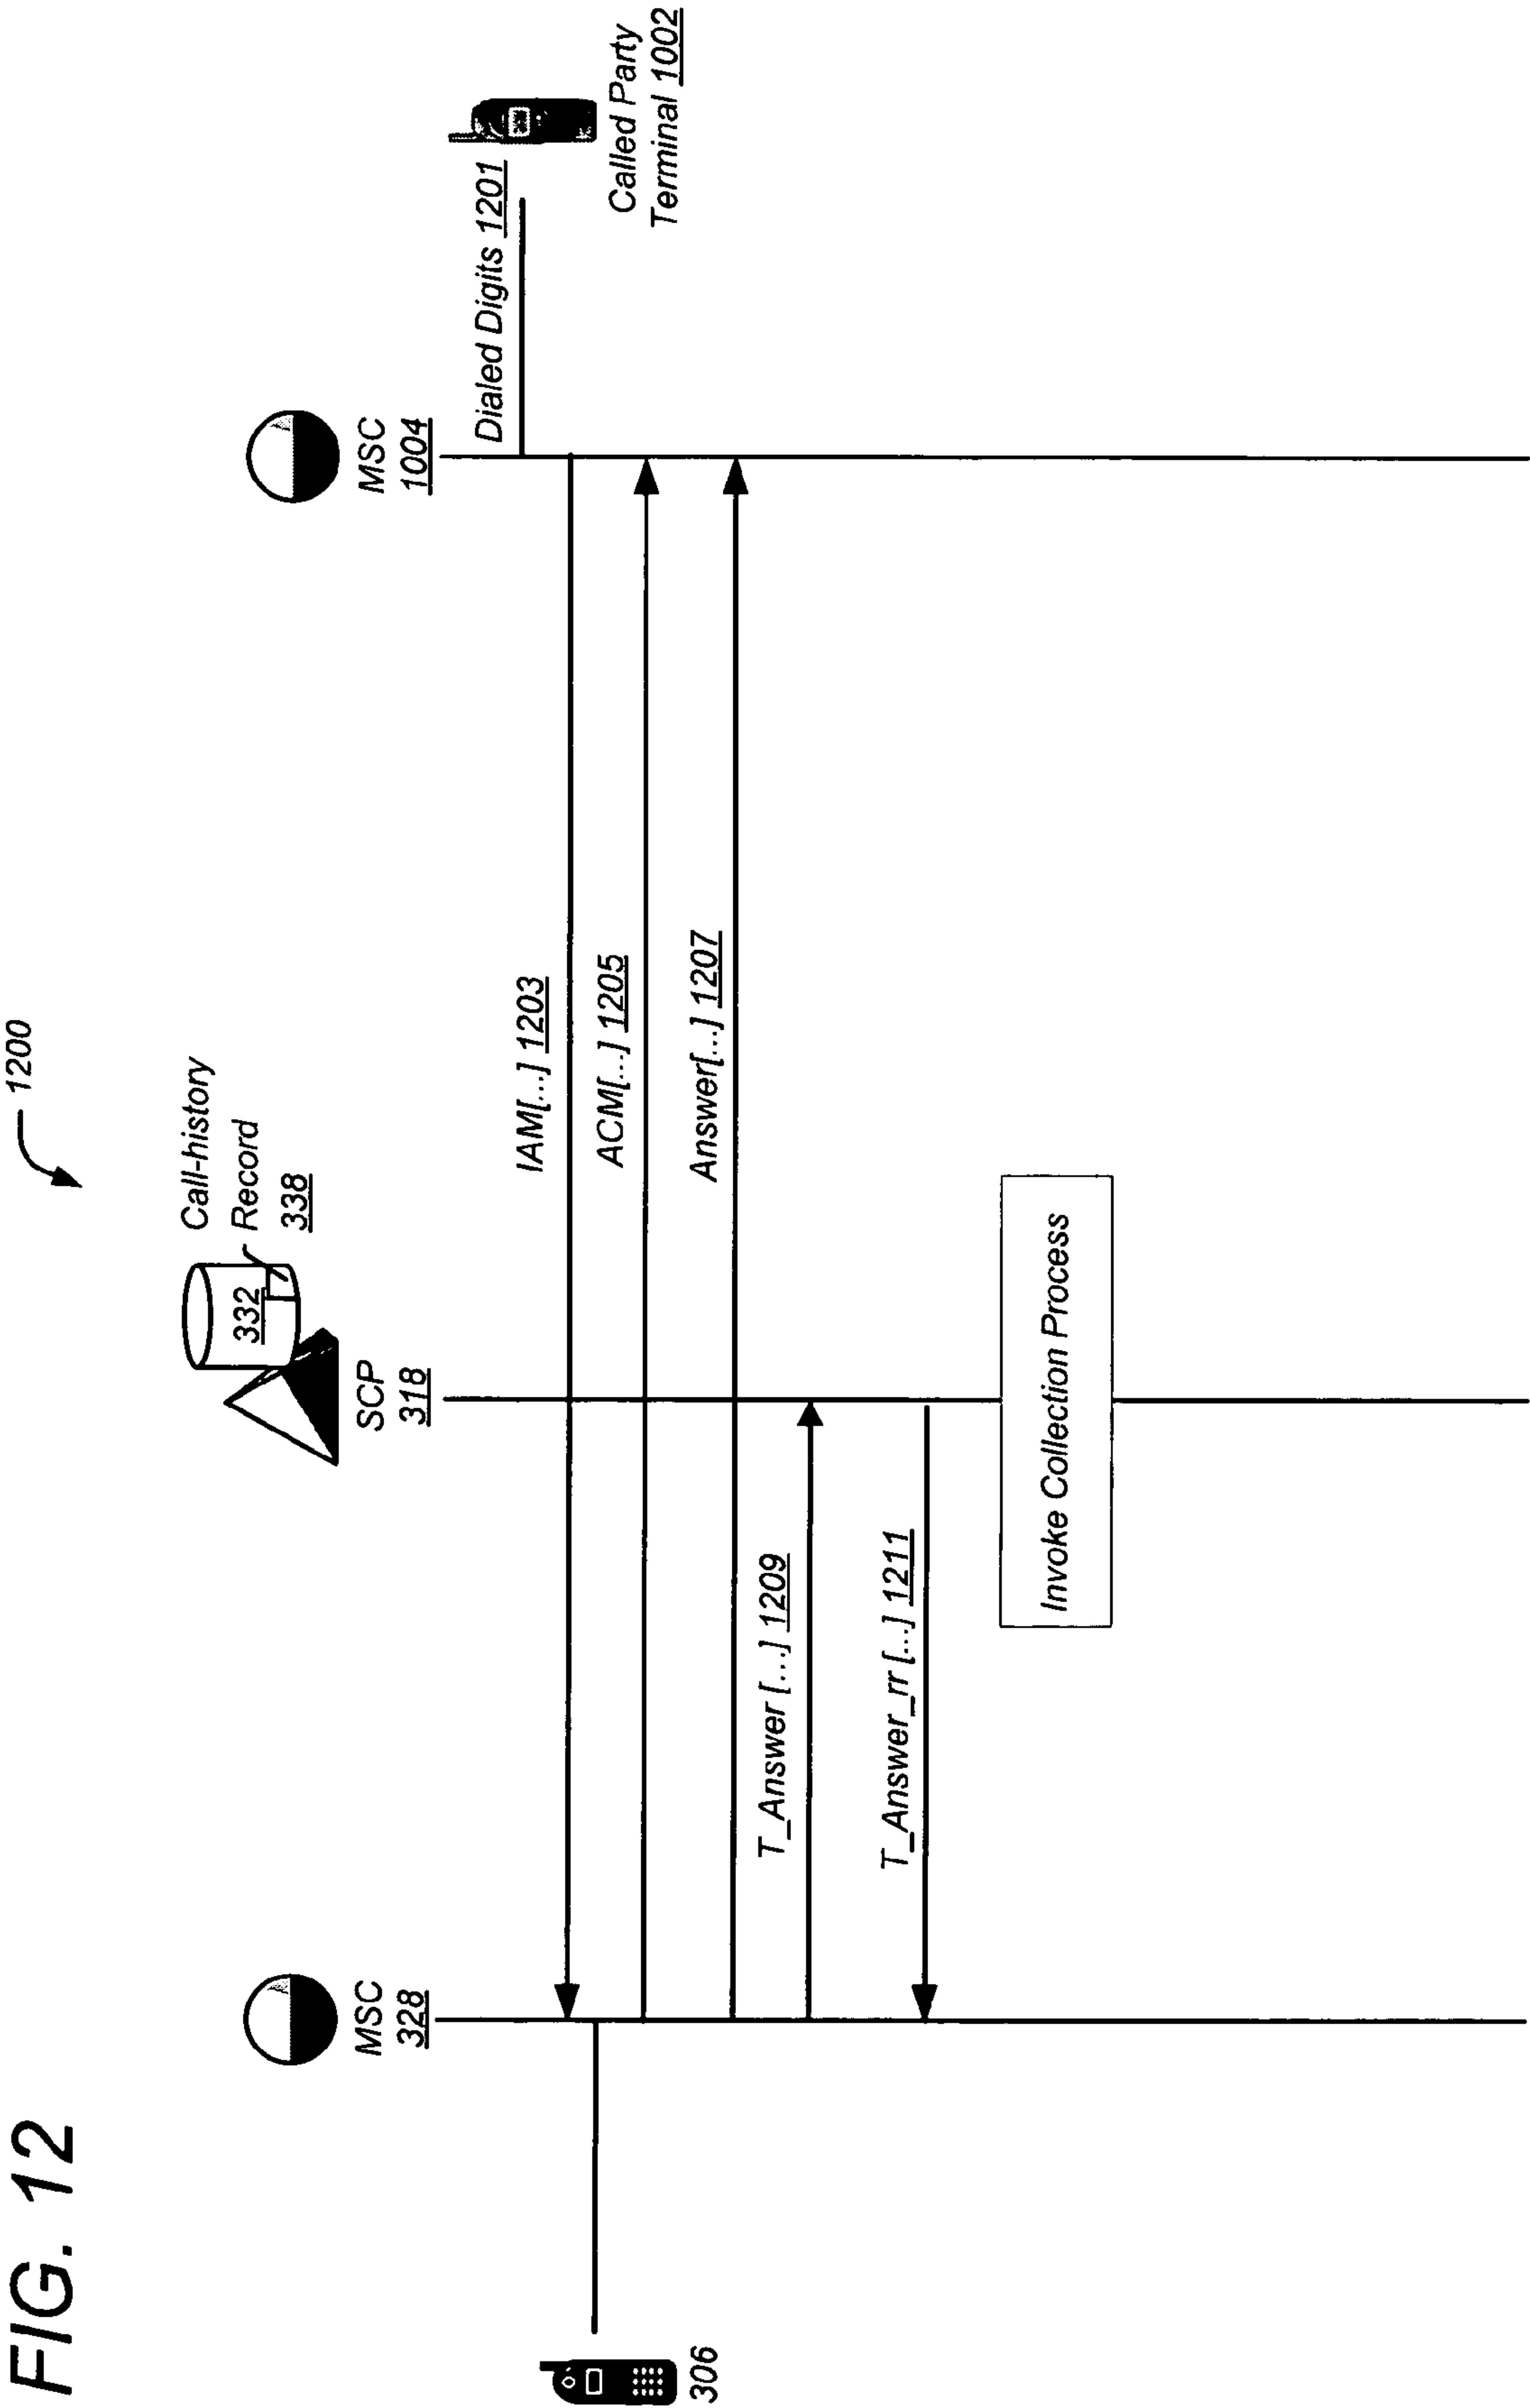 FIG. 12
1200
Call-history
Record
338
332
MSC
328
SCP
318
MSC
1004
Dialed Digits 1201
Called Party
Terminal 1002
306
IAM[...] 1203
ACM[...] 1205
Answer[...] 1207
T_Answer [...] 1209
T_Answer_rr [...] 1211
Invoke Collection Process